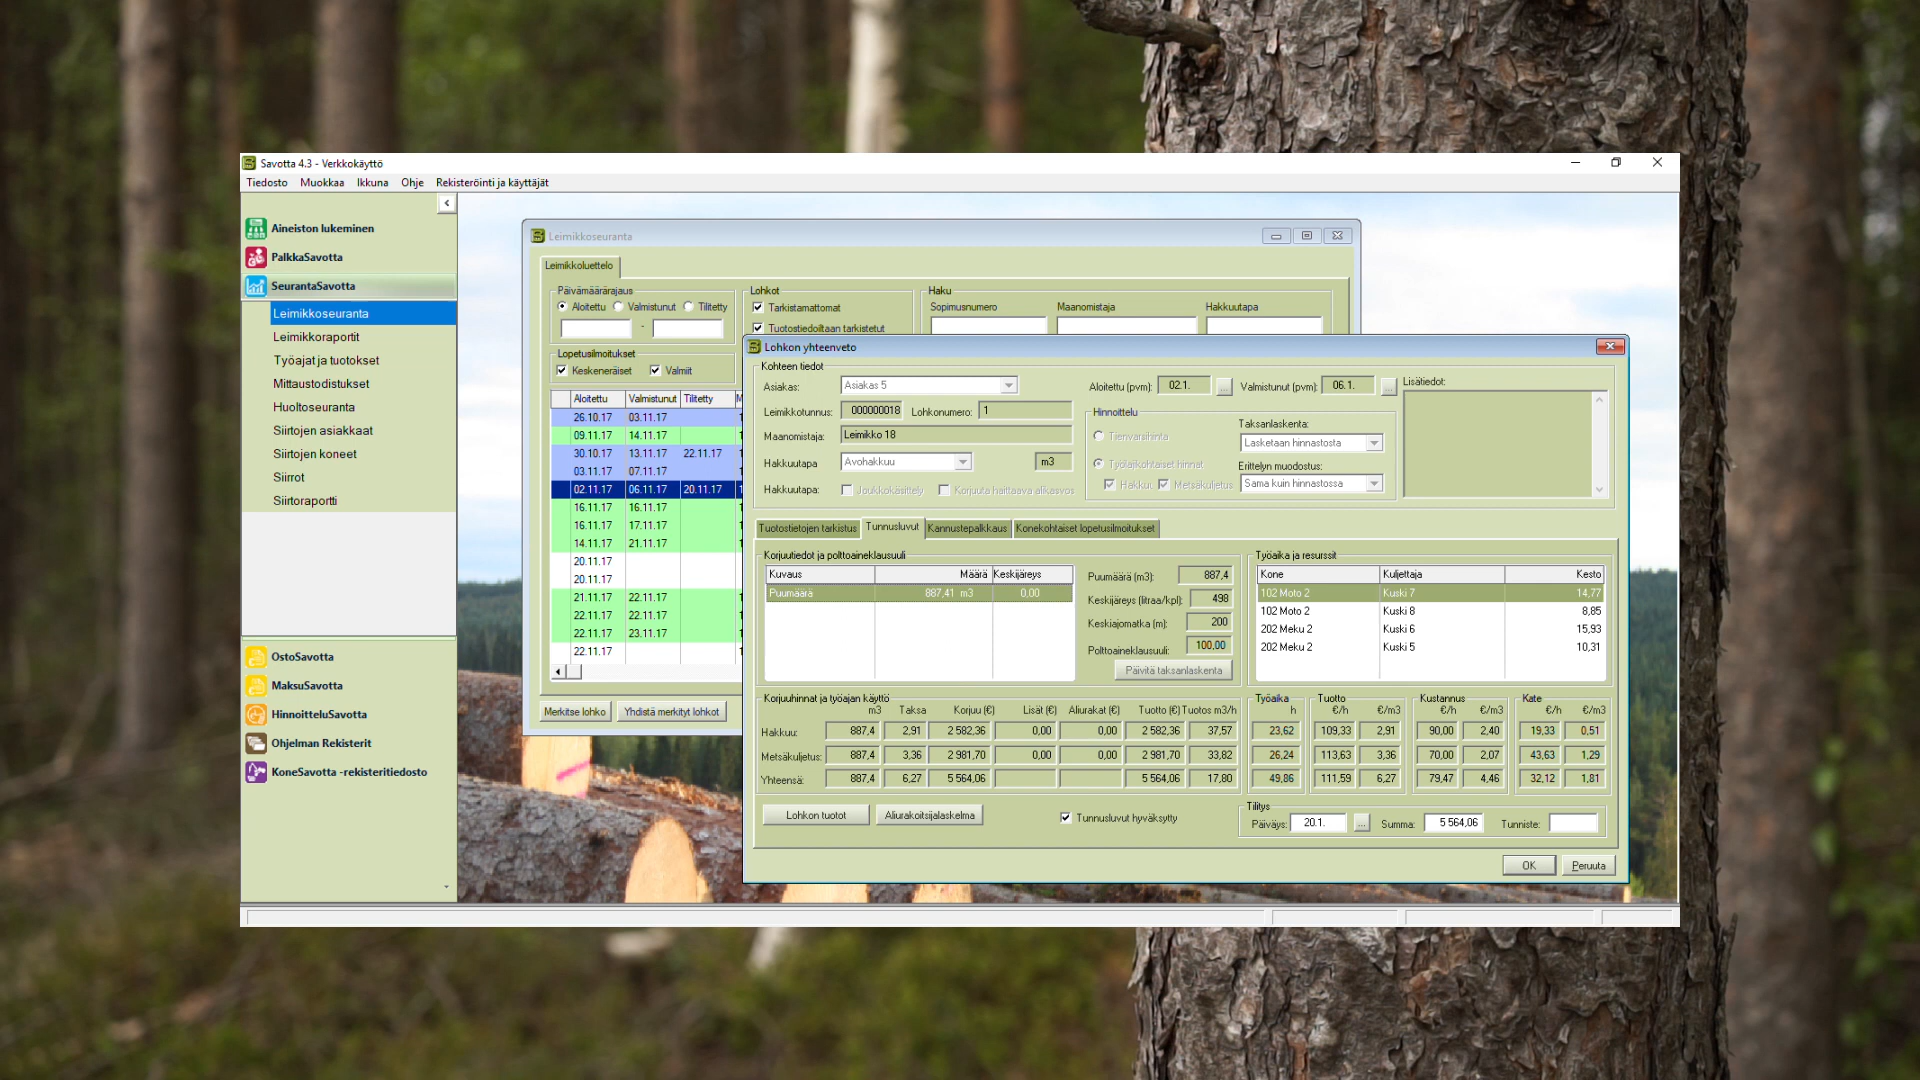 Savotta 4.3 - Verkkokäyttö
Tiedosto Muokkaa Ikkuna Ohje Rekisteröinti ja käyttäjät
Aineiston lukeminen
PalkkaSavotta
SeurantaSavotta
Leimikkoseuranta
Leimikkoraportit
Työajat ja tuotokset
Mittaustodistukset
Huoltoseuranta
Siirtojen asiakkaat
Siirtojen koneet
Siirrot
Siirtoraportti
OstoSavotta
MaksuSavotta
HinnoitteluSavotta
Ohjelman Rekisterit
KoneSavotta -rekisteritiedosto
Leimikkoseuranta
Leimikkoluettelo
Päivämäärärajaus
Aloitettu Valmistunut Tilitetty
-
Lohkot
Tarkistamattomat
Tuotostiedoiltaan tarkistetut
Haku
Sopimusnumero Maanomistaja Hakkuutapa
Lopetusilmoitukset
Keskeneräiset Valmiit
Aloitettu Valmistunut Tilitetty M
26.10.17 03.11.17 1
09.11.17 14.11.17 1
30.10.17 13.11.17 22.11.17 1
03.11.17 07.11.17 1
02.11.17 06.11.17 20.11.17 1
16.11.17 16.11.17 1
16.11.17 17.11.17 1
14.11.17 21.11.17 1
20.11.17
20.11.17
21.11.17 22.11.17 1
22.11.17 22.11.17 1
22.11.17 23.11.17 1
22.11.17 1
Merkitse lohko Yhdistä merkityt lohkot
Lohkon yhteenveto
Kohteen tiedot
Asiakas: Asiakas 5
Leimikkotunnus: 000000018 Lohkonumero: 1
Maanomistaja: Leimikko 18
Hakkuutapa Avohakkuu m3
Hakkuutapa: Joukkokäsittely Korjuuta haittaava alikasvos
Aloitettu (pvm): 02.1. ... Valmistunut (pvm): 06.1. ...
Hinnoittelu
Tienvarsihinta
Työlajikohtaiset hinnat
Hakkuu Metsäkuljetus
Taksanlaskenta:
Lasketaan hinnastosta
Erittelyn muodostus:
Sama kuin hinnastossa
Lisätiedot:
Tuotostietojen tarkistus Tunnusluvut Kannustepalkkaus Konekohtaiset lopetusilmoitukset
Korjuutiedot ja polttoaineklausuuli
Kuvaus Määrä Keskijäreys
Puumäärä 887,41 m3 0,00
Puumäärä (m3): 887,4
Keskijäreys (litraa/kpl): 498
Keskiajomatka (m): 200
Polttoaineklausuuli: 100,00
Päivitä taksanlaskenta
Työaika ja resurssit
Kone Kuljettaja Kesto
102 Moto 2 Kuski 7 14,77
102 Moto 2 Kuski 8 8,85
202 Meku 2 Kuski 6 15,93
202 Meku 2 Kuski 5 10,31
Korjuuhinnat ja työajan käyttö Työaika Tuotto Kustannus Kate
m3 Taksa Korjuu (€) Lisät (€) Aliurakat (€) Tuotto (€) Tuotos m3/h h €/h €/m3 €/h €/m3 €/h €/m3
Hakkuu: 887,4 2,91 2 582,36 0,00 0,00 2 582,36 37,57 23,62 109,33 2,91 90,00 2,40 19,33 0,51
Metsäkuljetus: 887,4 3,36 2 981,70 0,00 0,00 2 981,70 33,82 26,24 113,63 3,36 70,00 2,07 43,63 1,29
Yhteensä: 887,4 6,27 5 564,06 5 564,06 17,80 49,86 111,59 6,27 79,47 4,46 32,12 1,81
Lohkon tuotot Aliurakoitsijalaskelma Tunnusluvut hyväksytty
Tilitys
Päiväys: 20.1. ... Summa: 5 564,06 Tunniste:
OK Peruuta